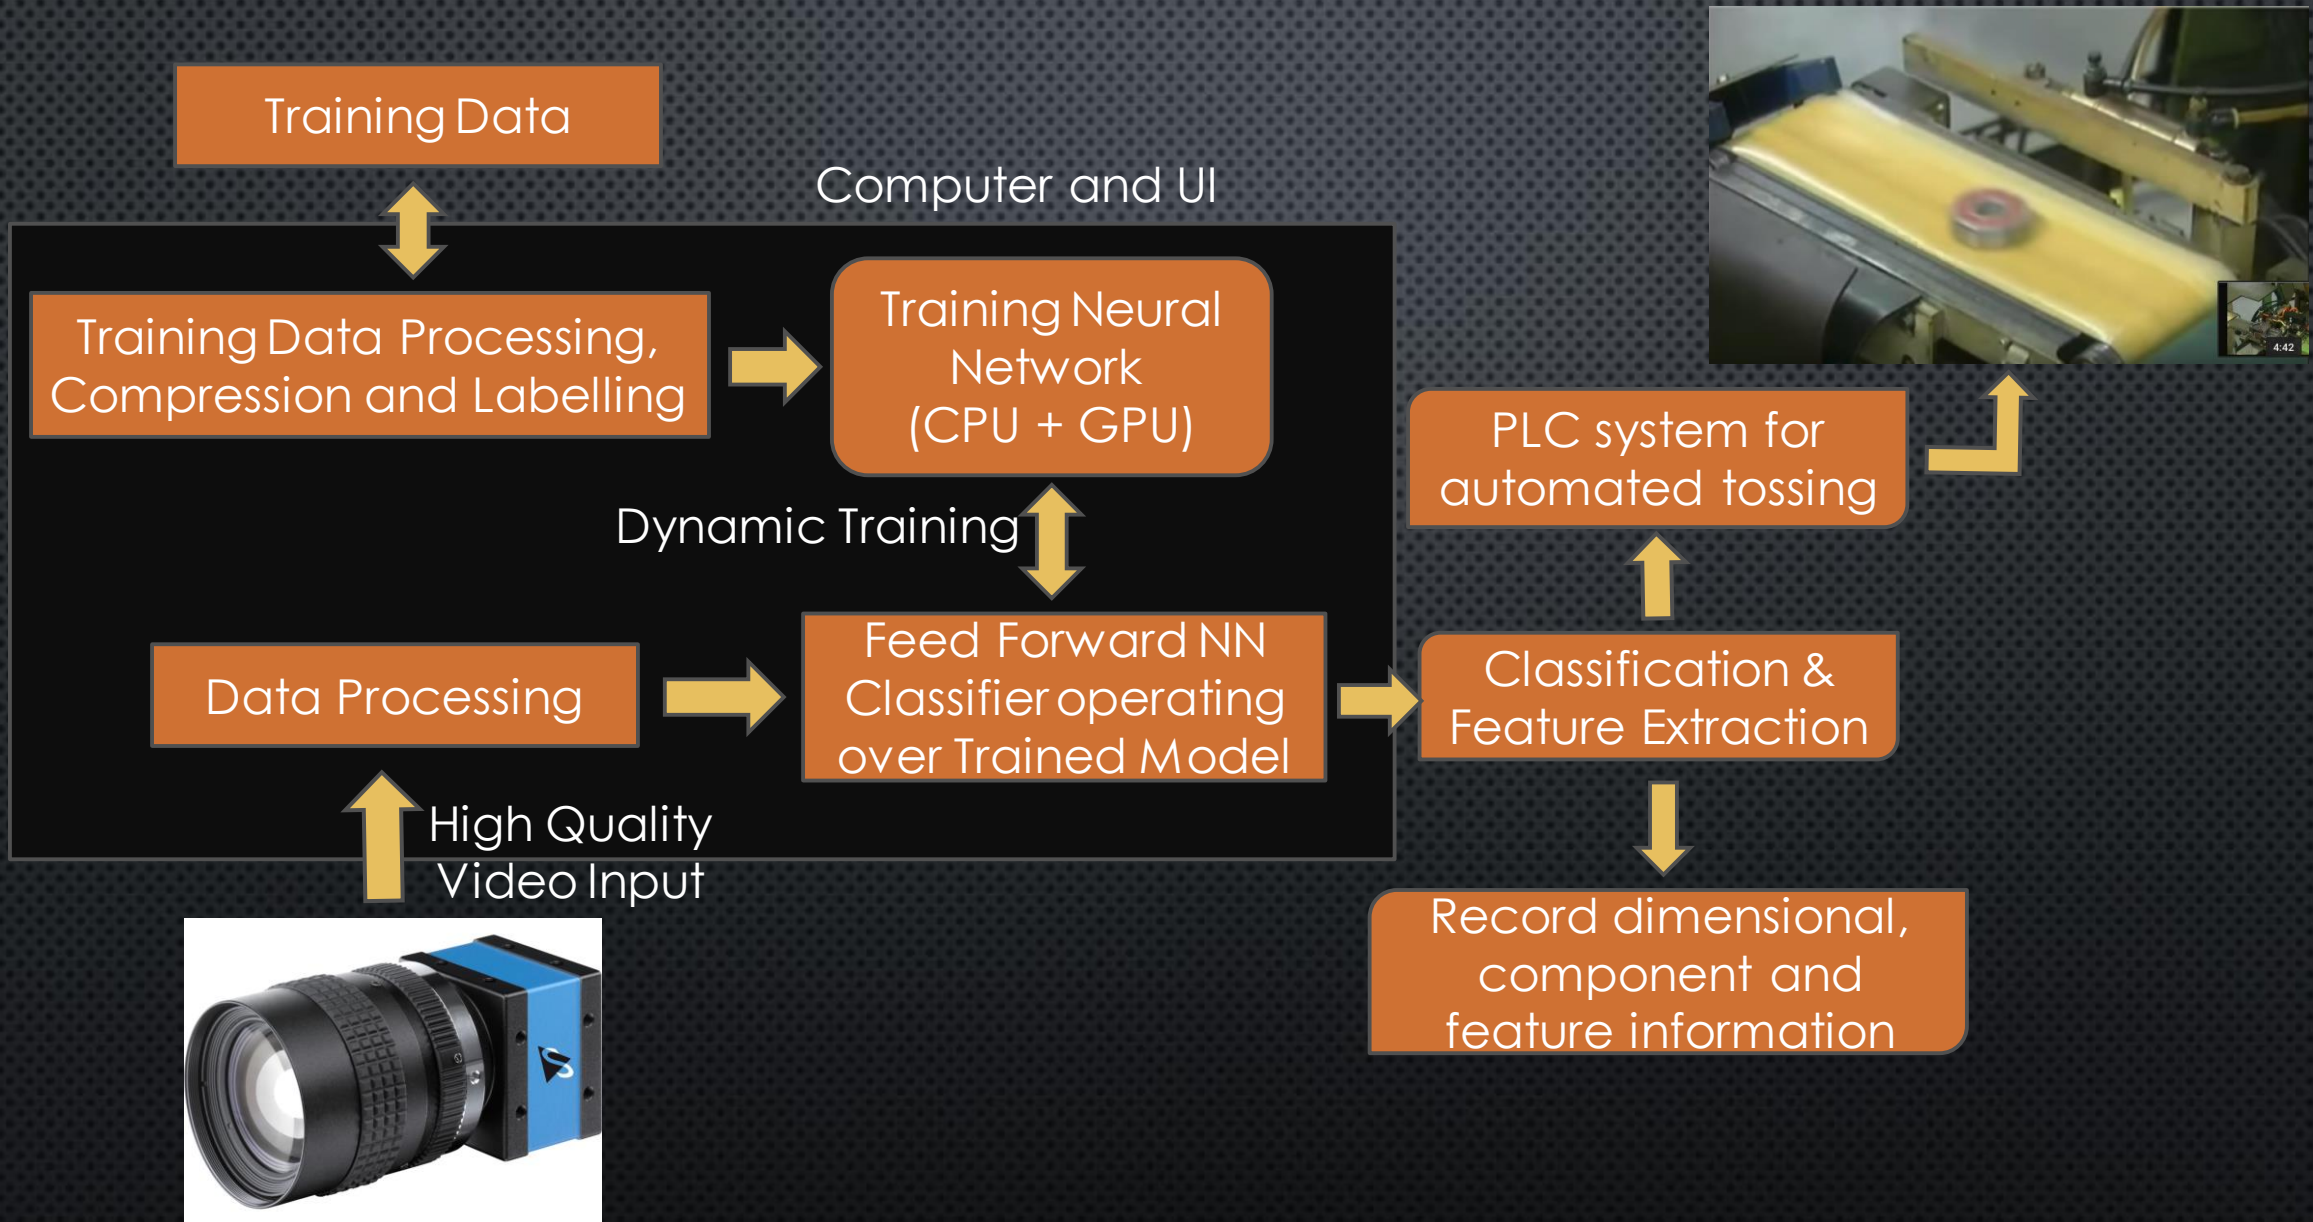 Training Data
Computer and UI
Training Data Processing,
Compression and Labelling
Training Neural
Network
(CPU + GPU)
Dynamic Training
Data Processing
Feed Forward NN
Classifier operating
over Trained Model
High Quality
Video Input
4:42
PLC system for
automated tossing
Classification &
Feature Extraction
Record dimensional,
component and
feature information